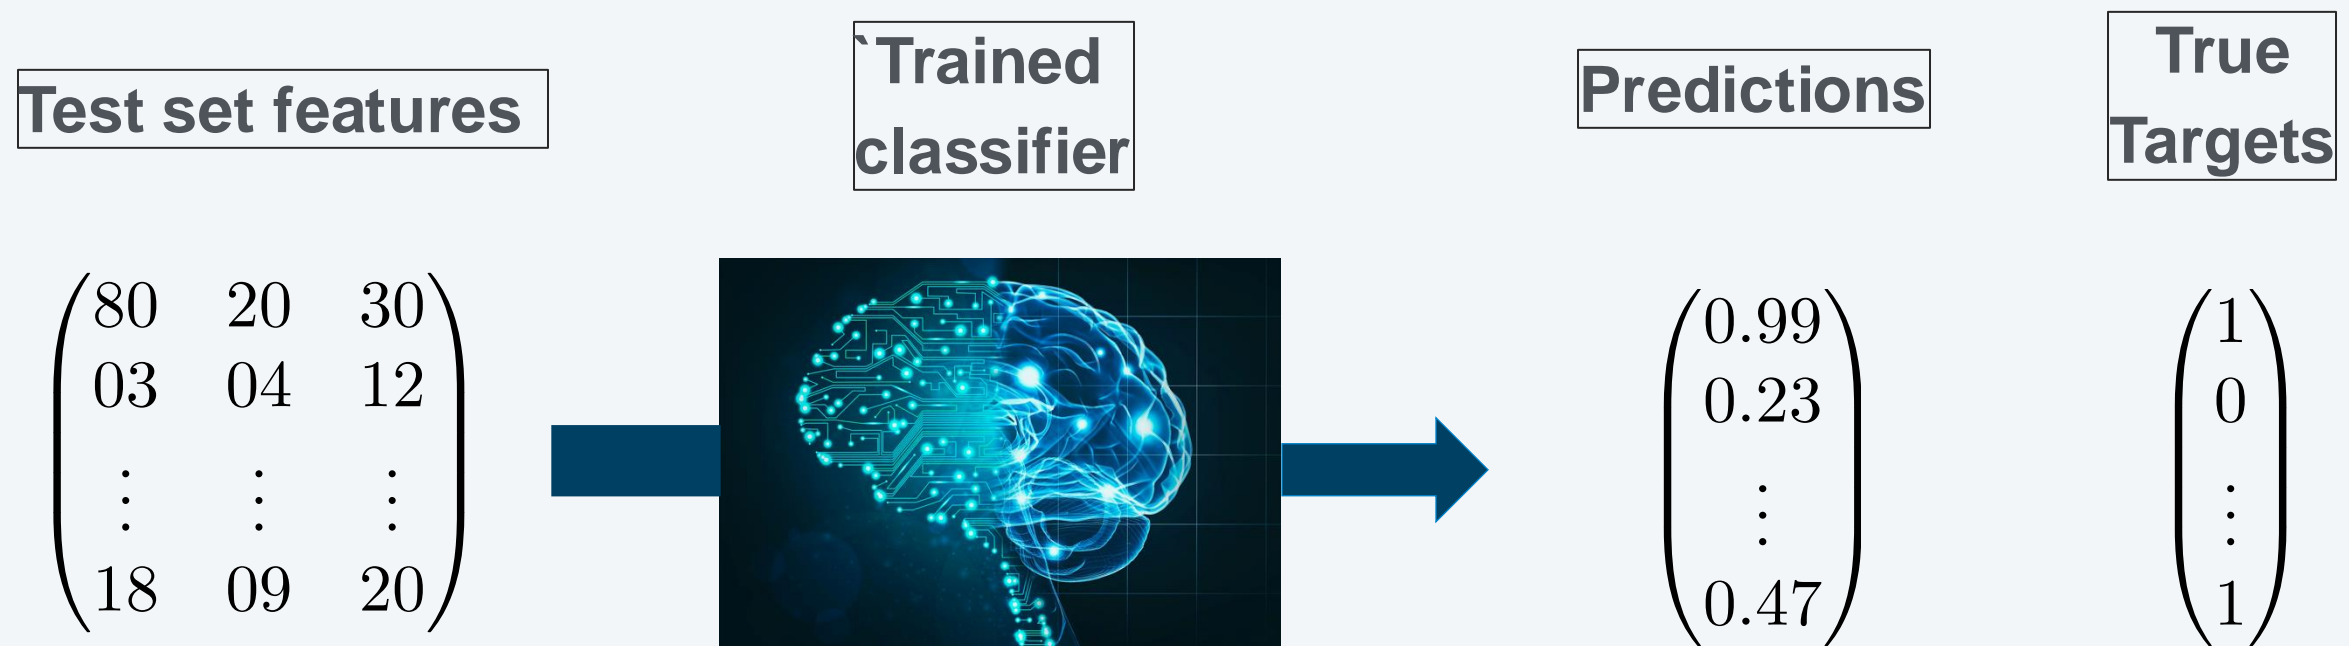 Test set features
`Trained
classifier
Predictions
True
Targets
80 20 30
03 04 12
⋮ ⋮ ⋮
18 09 20
0.99
0.23
⋮
0.47
1
0
⋮
1